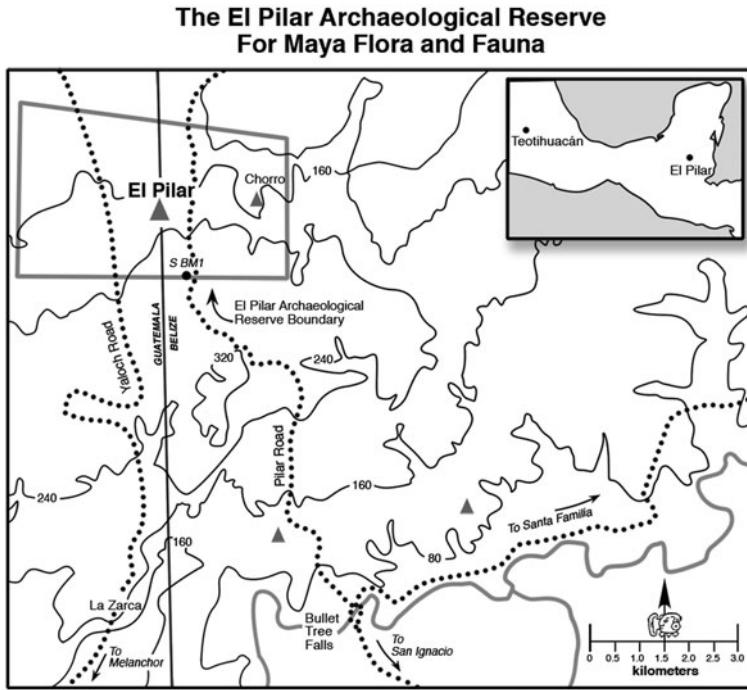 The El Pilar Archaeological Reserve
For Maya Flora and Fauna
Teotihuacán
El Pilar
El Pilar
Chorro
160
S BM1
El Pilar Archaeological
Reserve Boundary
Yaloch Road
GUATEMALA
BELIZE
320
240
Pilar Road
240
160
160
To Santa Familia
80
La Zarca
To
Melanchor
Bullet
Tree
Falls
To
San Ignacio
0 .5 1.0 1.5 2.0 2.5 3.0
kilometers